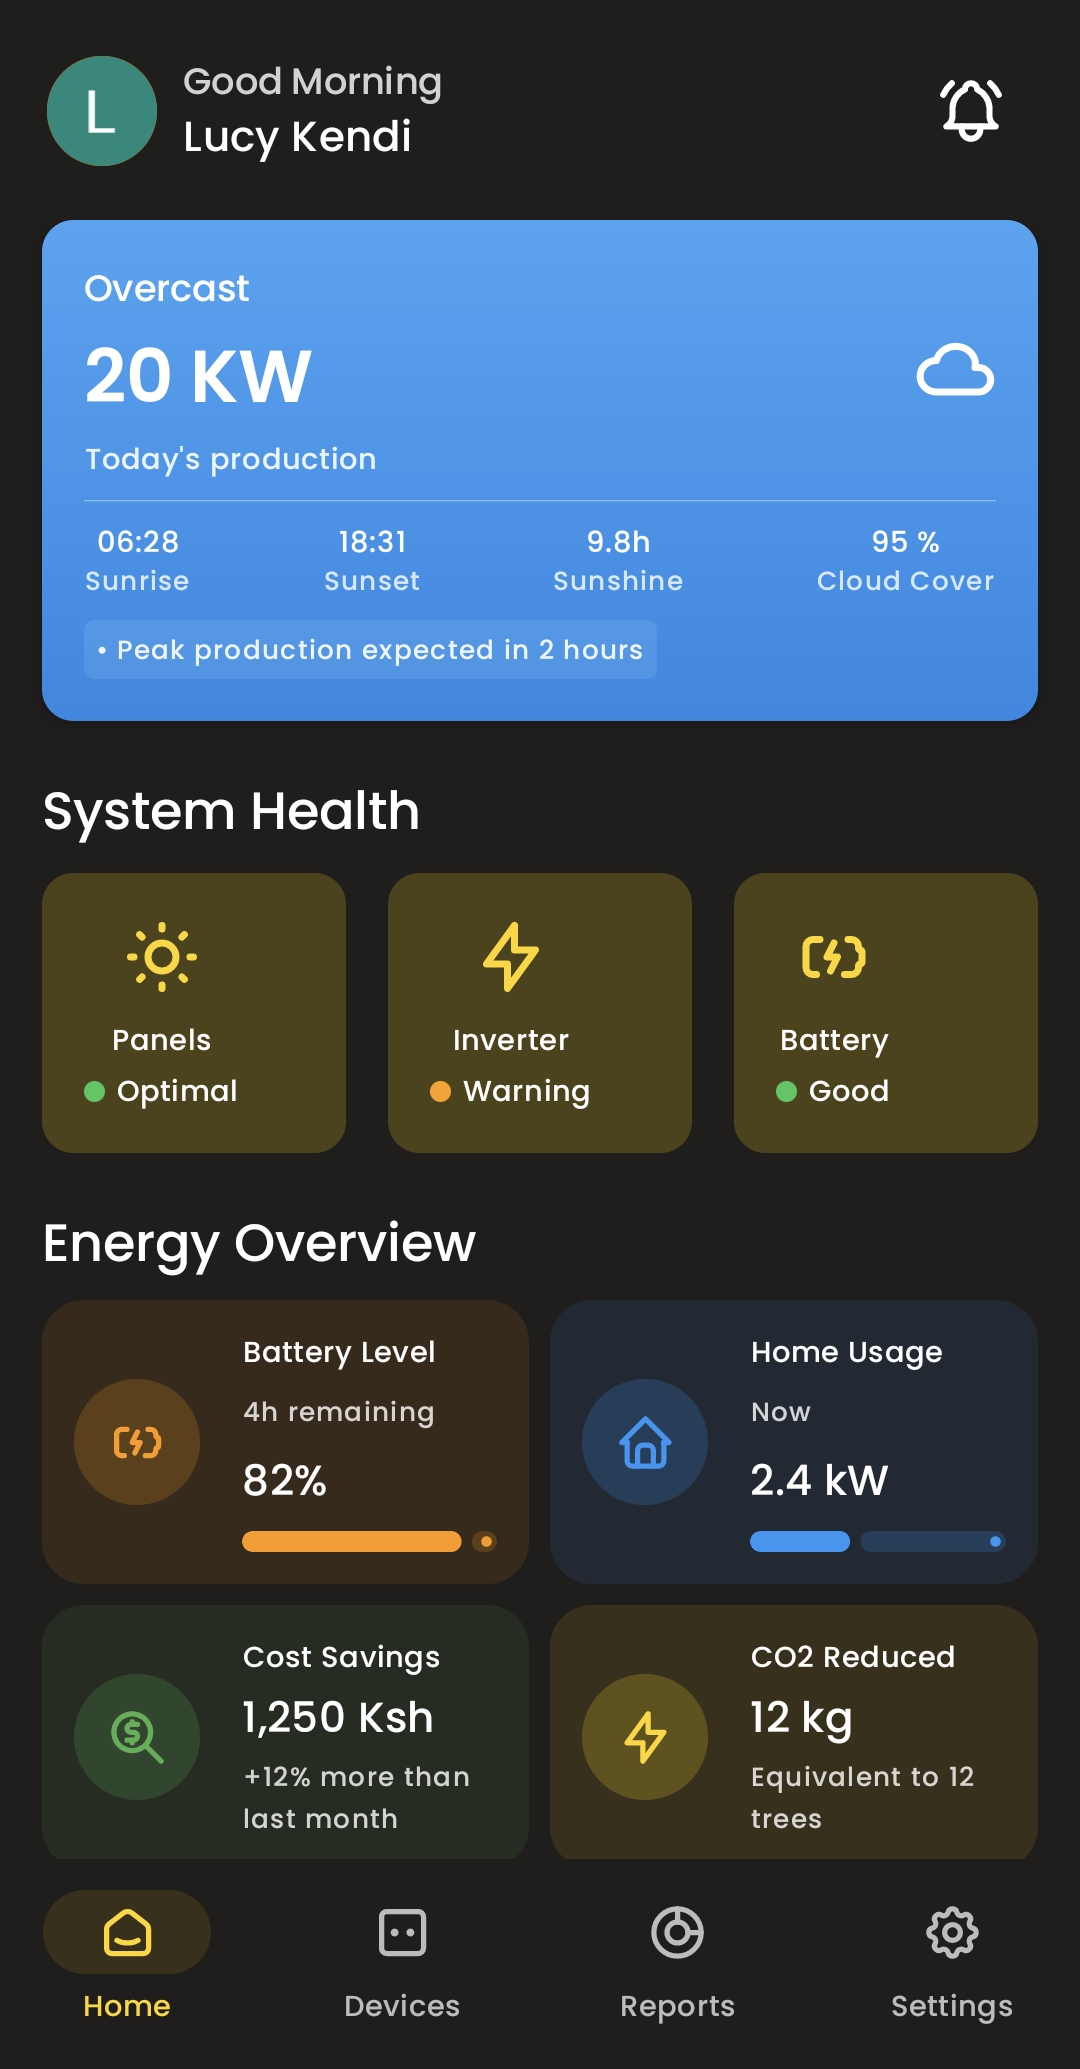 L
Good Morning
Lucy Kendi
Overcast
20 KW
Today's production
06:28 18:31 9.8h 95 %
Sunrise Sunset Sunshine Cloud Cover
• Peak production expected in 2 hours
System Health
Panels
Optimal
Inverter
Warning
Battery
Good
Energy Overview
Battery Level
4h remaining
82%
Home Usage
Now
2.4 kW
Cost Savings
1,250 Ksh
+12% more than
last month
CO2 Reduced
12 kg
Equivalent to 12
trees
Home Devices Reports Settings